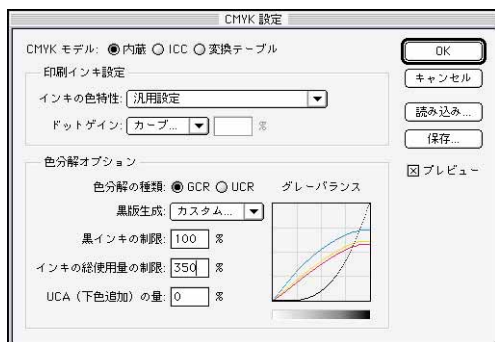 CMYK 設定
CMYK モデル: 内蔵 ICC 変換テーブル
印刷インキ設定
インキの色特性: 汎用設定
ドットゲイン: カーブ... %
色分解オプション
色分解の種類: GCR UCR
黒版生成: カスタム...
黒インキの制限: 100 %
インキの総使用量の制限: 350 %
UCA（下色追加）の量: 0 %
グレーバランス
OK
キャンセル
読み込み...
保存...
プレビュー